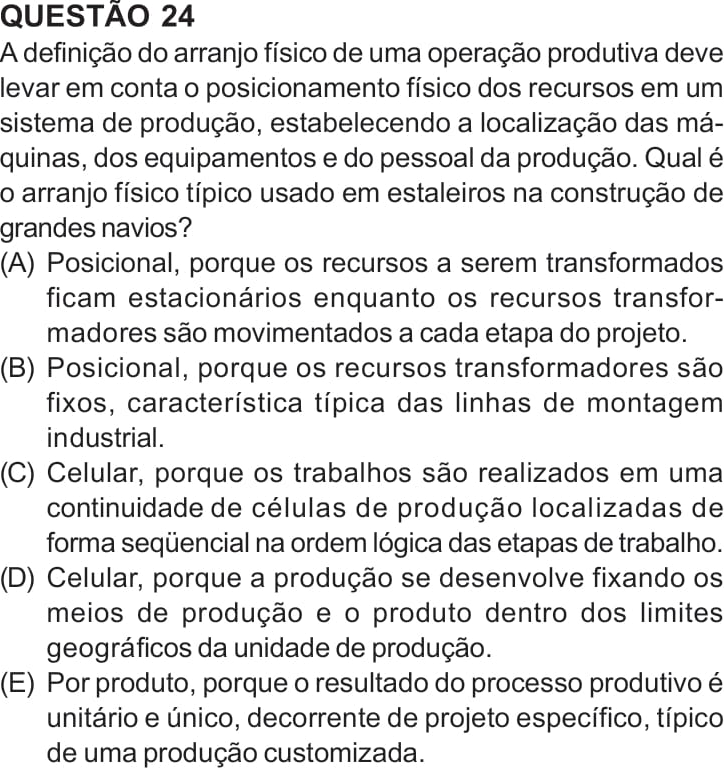 QUESTÃO 24
A definição do arranjo físico de uma operação produtiva deve
levar em conta o posicionamento físico dos recursos em um
sistema de produção, estabelecendo a localização das má-
quinas, dos equipamentos e do pessoal da produção. Qual é
o arranjo físico típico usado em estaleiros na construção de
grandes navios?
(A) Posicional, porque os recursos a serem transformados
ficam estacionários enquanto os recursos transfor-
madores são movimentados a cada etapa do projeto.
(B) Posicional, porque os recursos transformadores são
fixos, característica típica das linhas de montagem
industrial.
(C) Celular, porque os trabalhos são realizados em uma
continuidade de células de produção localizadas de
forma seqüencial na ordem lógica das etapas de trabalho.
(D) Celular, porque a produção se desenvolve fixando os
meios de produção e o produto dentro dos limites
geográficos da unidade de produção.
(E) Por produto, porque o resultado do processo produtivo é
unitário e único, decorrente de projeto específico, típico
de uma produção customizada.